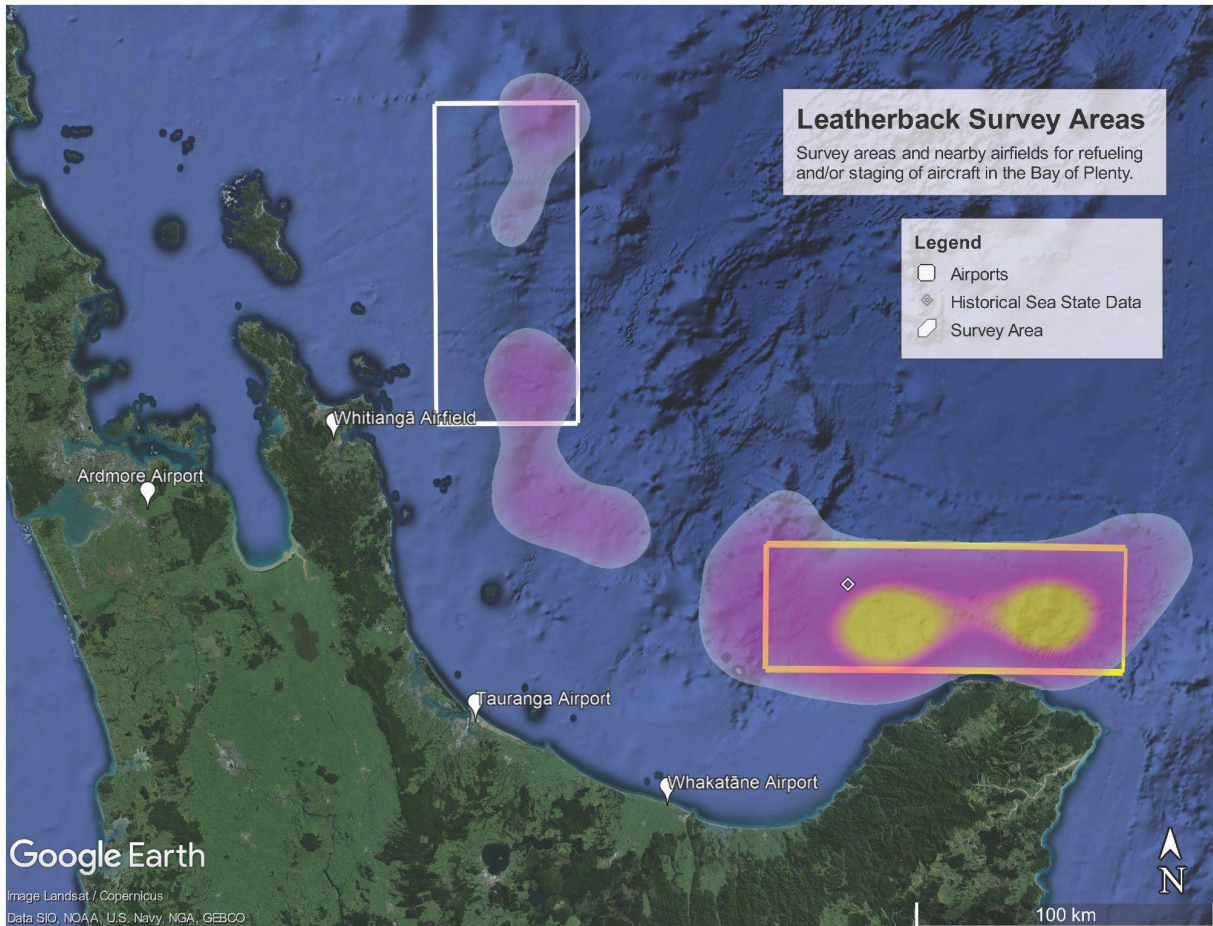 Leatherback Survey Areas
Survey areas and nearby airfields for refueling
and/or staging of aircraft in the Bay of Plenty.
Legend
Airports
Historical Sea State Data
Survey Area
Whitiangā Airfield
Ardmore Airport
Tauranga Airport
Whakatāne Airport
Google Earth
Image Landsat / Copernicus
Data SIO, NOAA, U.S. Navy, NGA, GEBCO
N
100 km